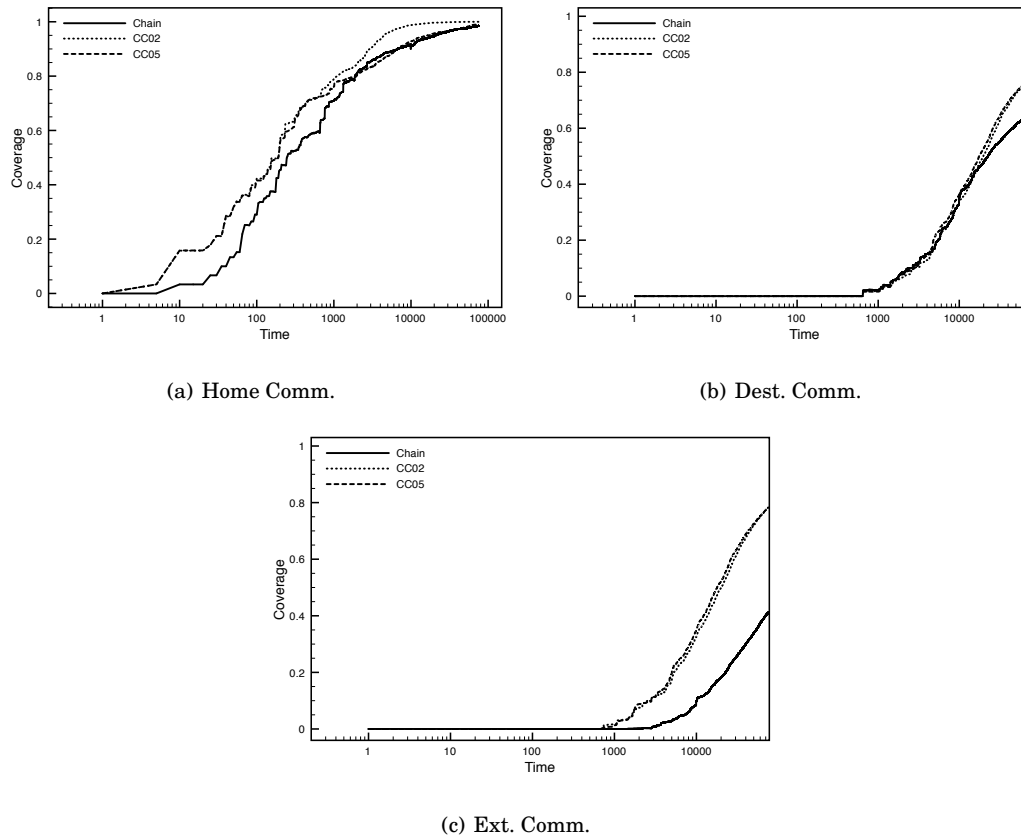 1
Chain
CC02
CC05
0.8
0.6
Coverage
0.4
0.2
0
1 10 100 1000 10000 100000
Time
(a) Home Comm.
1
Chain
CC02
CC05
0.8
0.6
Coverage
0.4
0.2
0
1 10 100 1000 10000
Time
(b) Dest. Comm.
1
Chain
CC02
CC05
0.8
0.6
Coverage
0.4
0.2
0
1 10 100 1000 10000
Time
(c) Ext. Comm.